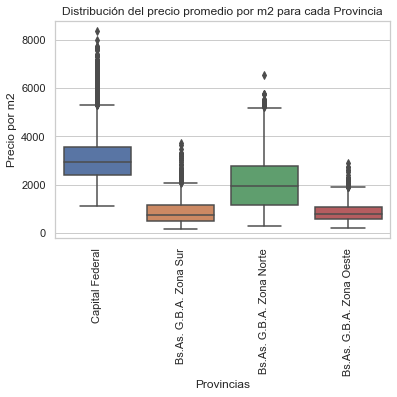 Distribución del precio promedio por m2 para cada Provincia
Precio por m2
8000
6000
4000
2000
0
Capital Federal
Bs.As. G.B.A. Zona Sur
Bs.As. G.B.A. Zona Norte
Bs.As. G.B.A. Zona Oeste
Provincias